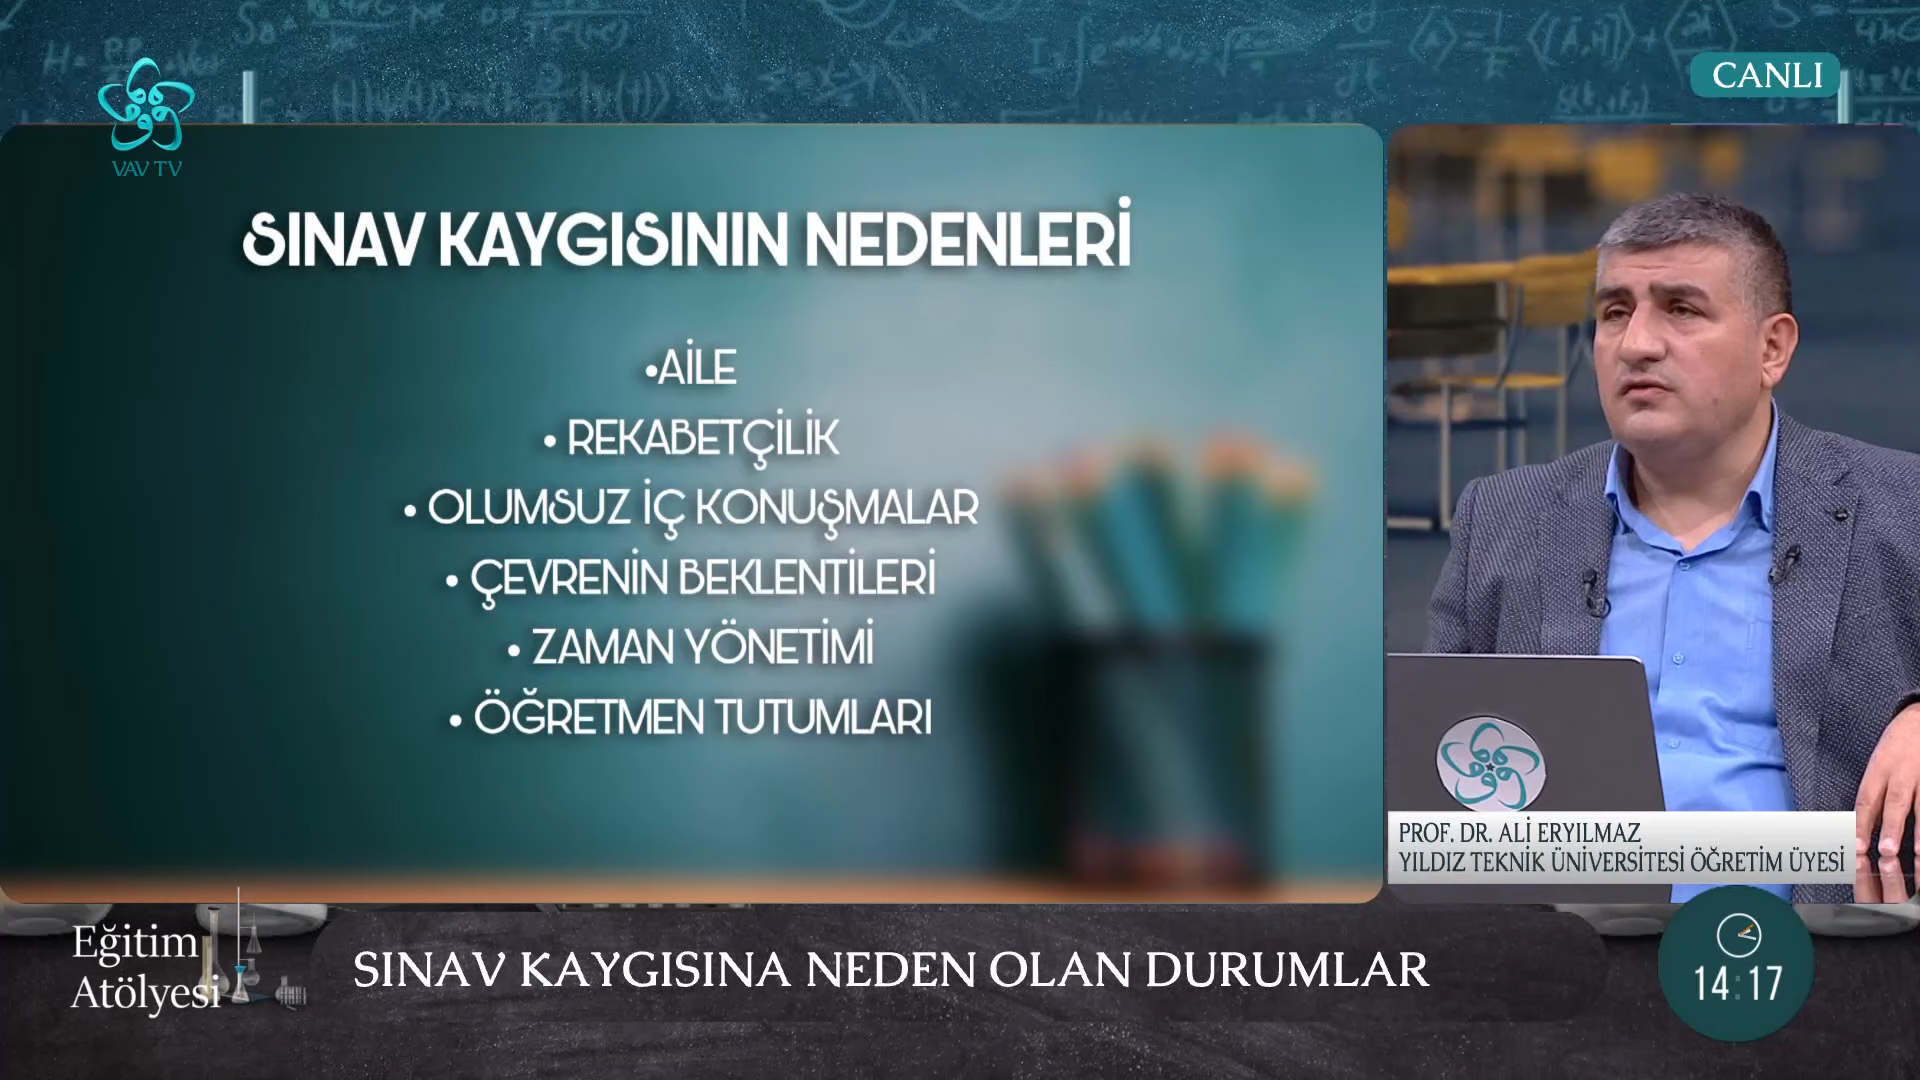 CANLI
VAV TV
SINAV KAYGISININ NEDENLERİ
•AİLE
• REKABETÇİLİK
• OLUMSUZ İÇ KONUŞMALAR
• ÇEVRENİN BEKLENTİLERİ
• ZAMAN YÖNETİMİ
• ÖĞRETMEN TUTUMLARI
PROF. DR. ALİ ERYILMAZ
YILDIZ TEKNİK ÜNİVERSİTESİ ÖĞRETİM ÜYESİ
Eğitim
Atölyesi
SINAV KAYGISINA NEDEN OLAN DURUMLAR
14:17